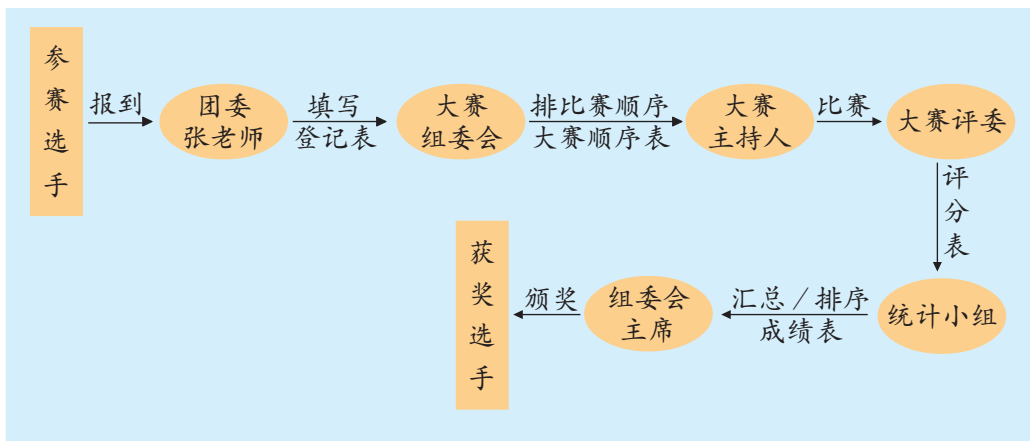 参赛选手
报到
团委
张老师
填写
登记表
大赛
组委会
排比赛顺序
大赛顺序表
大赛
主持人
比赛
大赛评委
评分表
统计小组
汇总/排序
成绩表
组委会
主席
颁奖
获奖选手